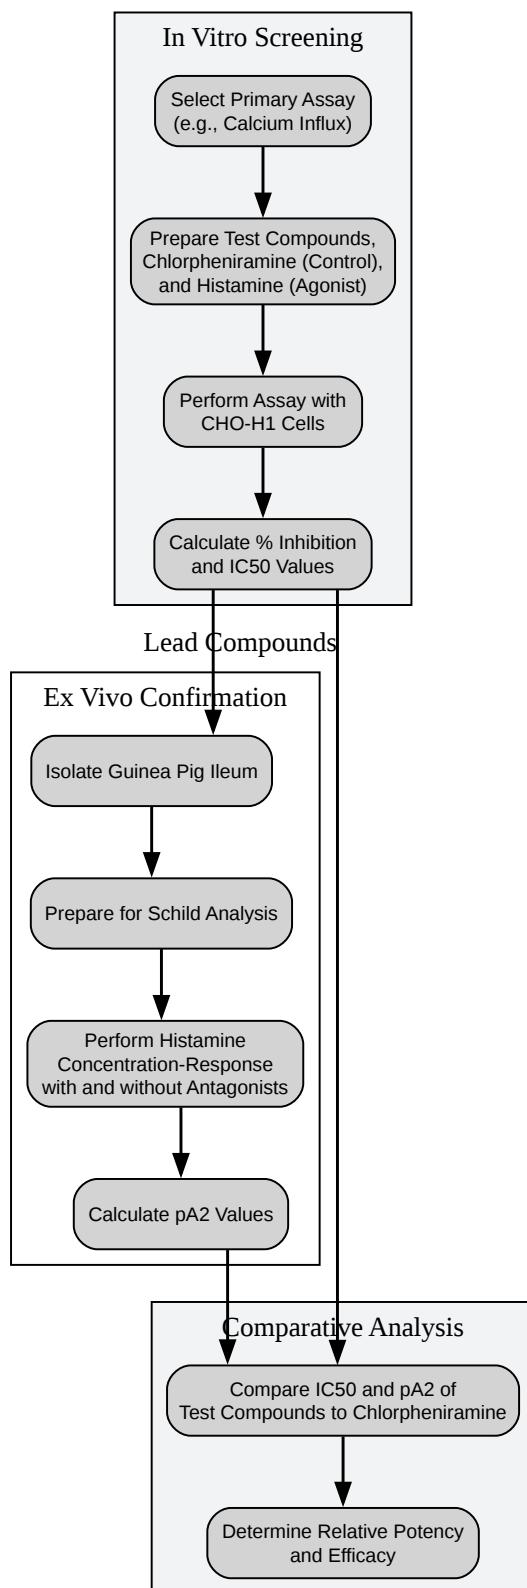 In Vitro Screening
Select Primary Assay
(e.g., Calcium Influx)
Prepare Test Compounds,
Chlorpheniramine (Control),
and Histamine (Agonist)
Perform Assay with
CHO-H1 Cells
Calculate % Inhibition
and IC50 Values
Lead Compounds
Ex Vivo Confirmation
Isolate Guinea Pig Ileum
Prepare for Schild Analysis
Perform Histamine
Concentration-Response
with and without Antagonists
Calculate pA2 Values
Comparative Analysis
Compare IC50 and pA2 of
Test Compounds to Chlorpheniramine
Determine Relative Potency
and Efficacy